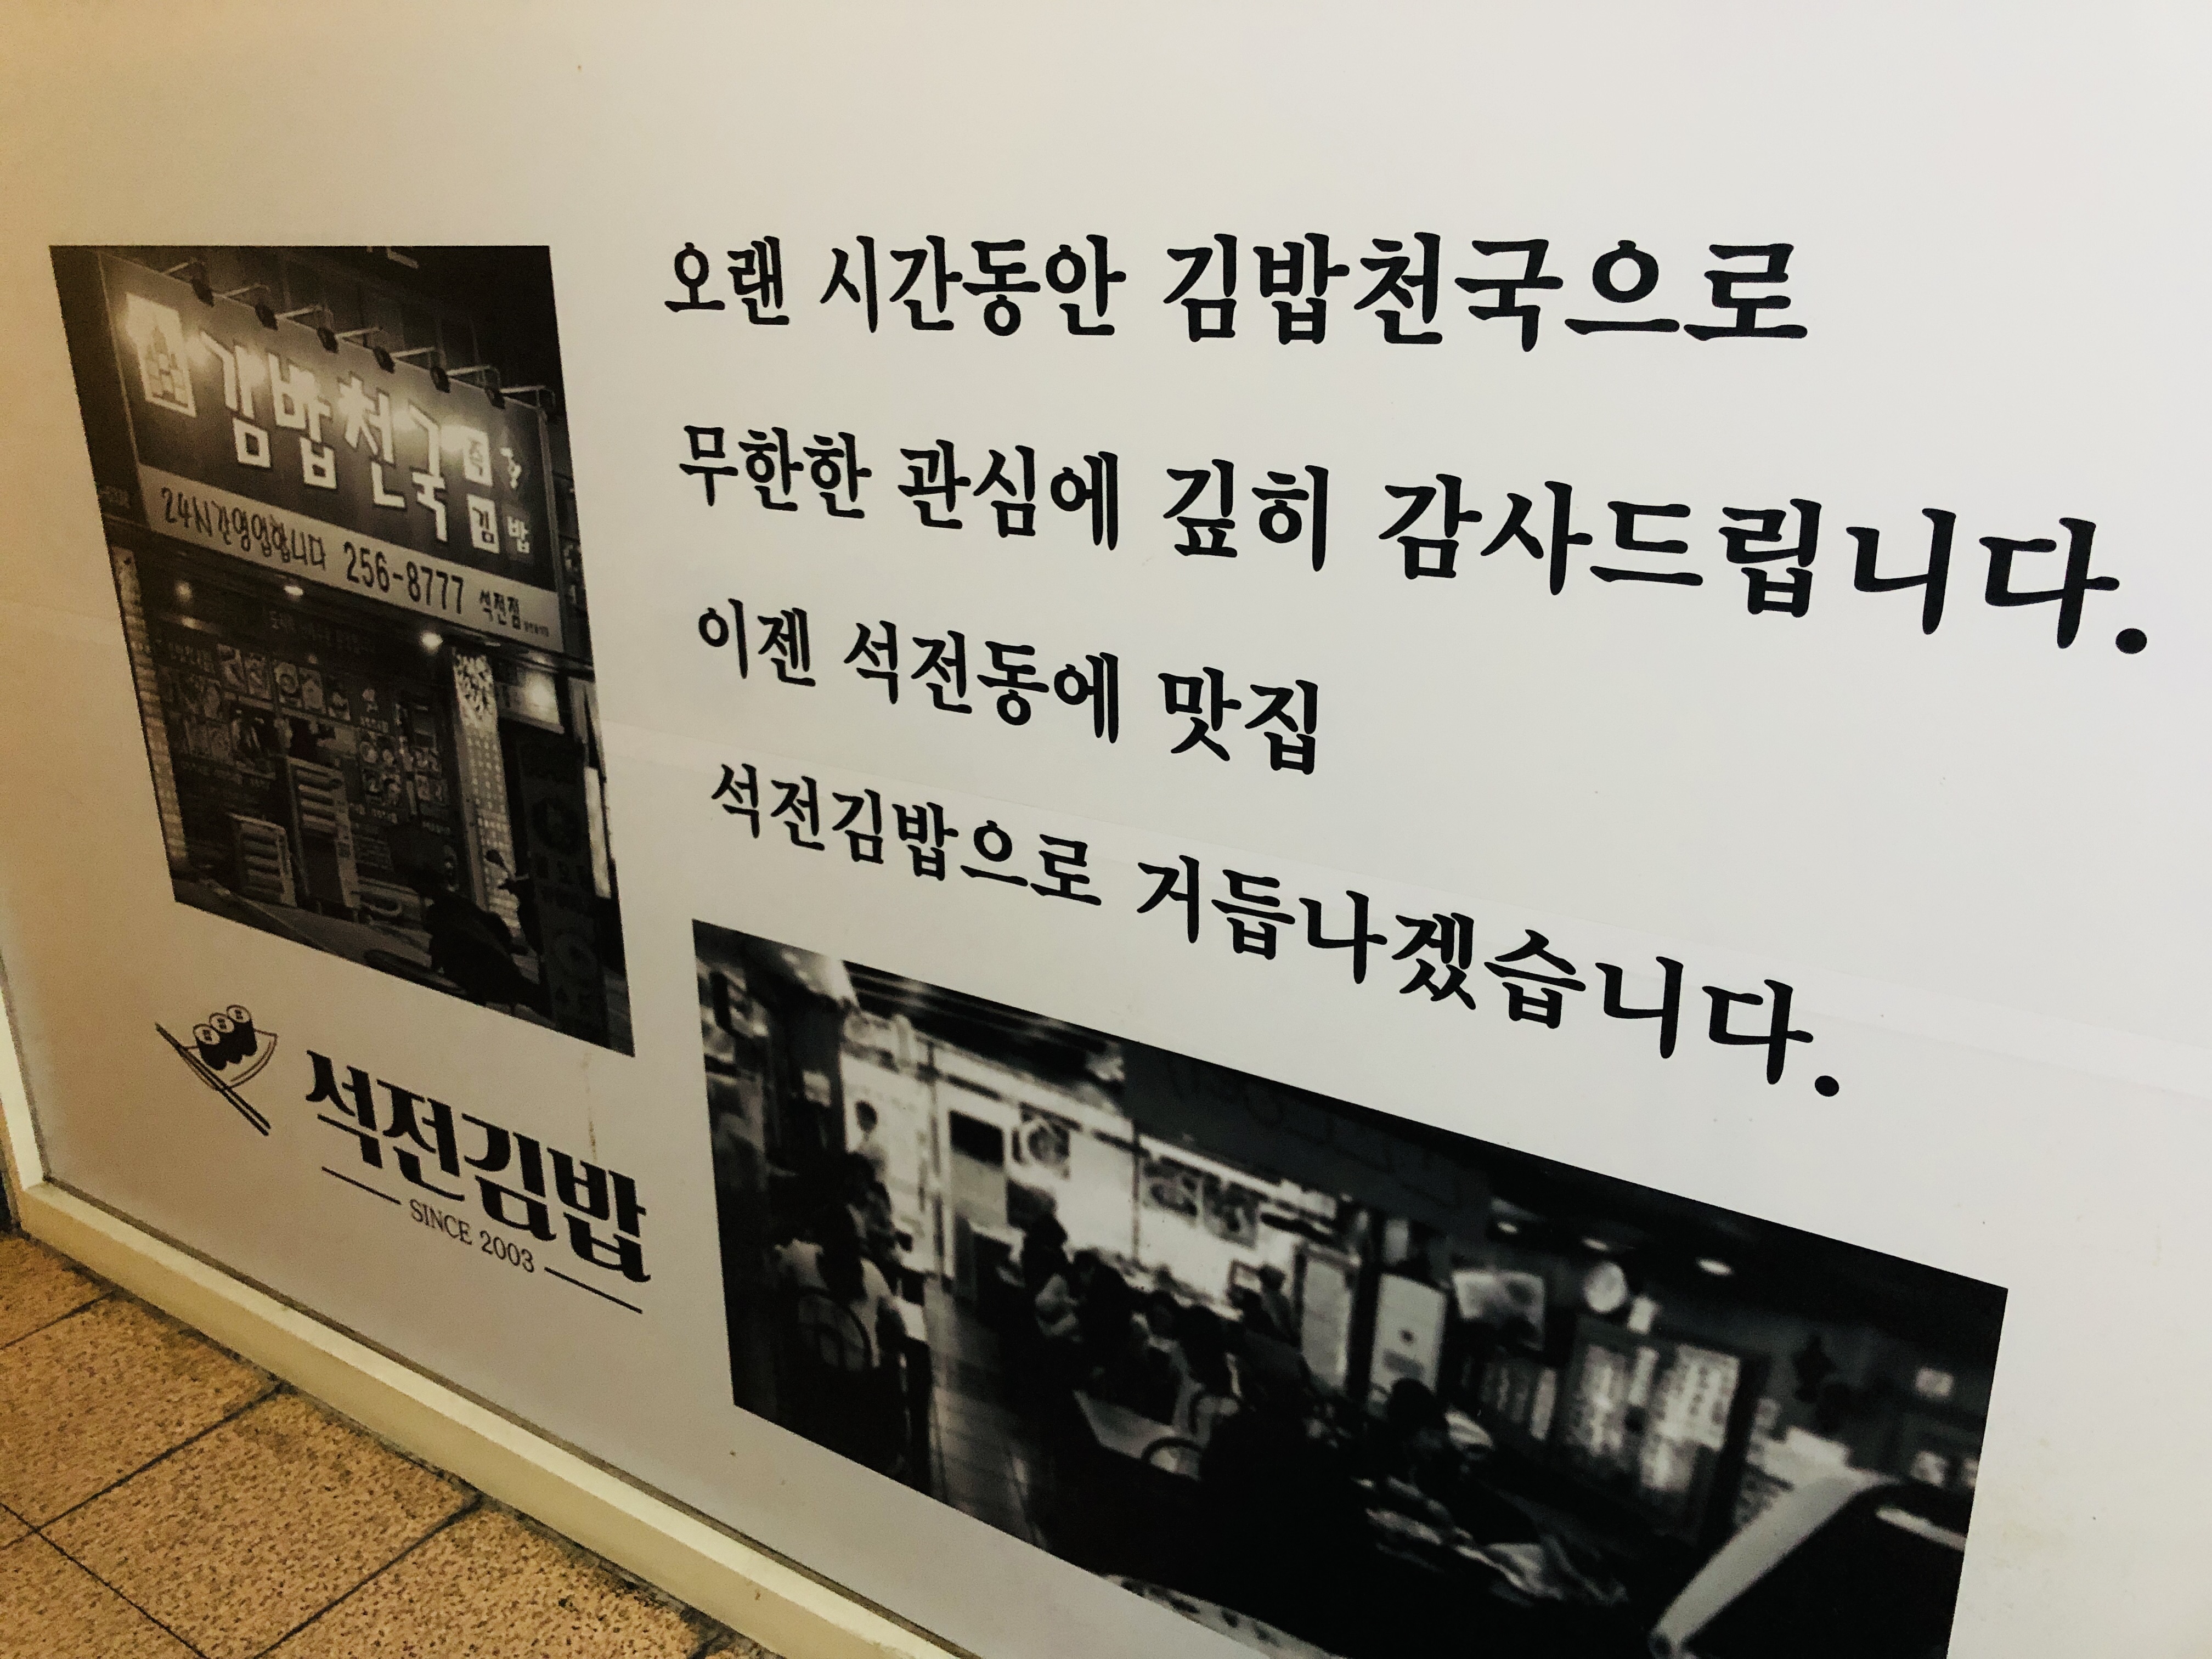 오랜 시간동안 김밥천국으로
무한한 관심에 깊히 감사드립니다.
이젠 석전동에 맛집
석전김밥으로 거듭나겠습니다.
김밥천국
김밥
24시간영업합니다 256-8777 석전점
석전김밥
SINCE 2003